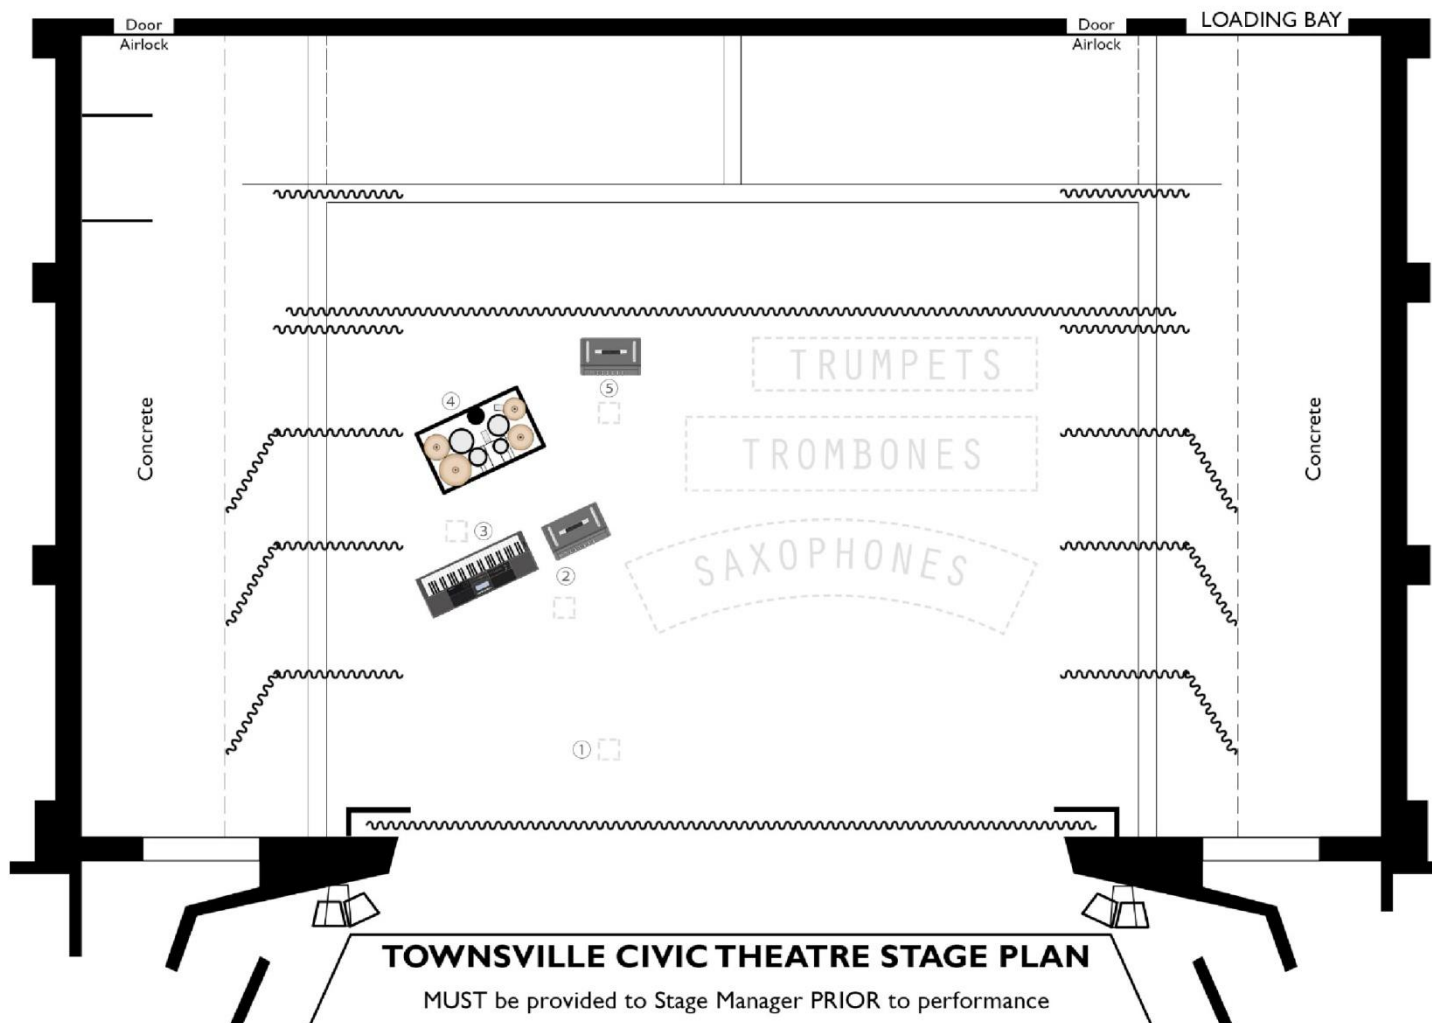 LOADING BAY
Door
Airlock
Door
Airlock
TRUMPETS
⑤
④
Concrete
Concrete
TROMBONES
③
SAXOPHONES
②
①
TOWNSVILLE CIVIC THEATRE STAGE PLAN
MUST be provided to Stage Manager PRIOR to performance